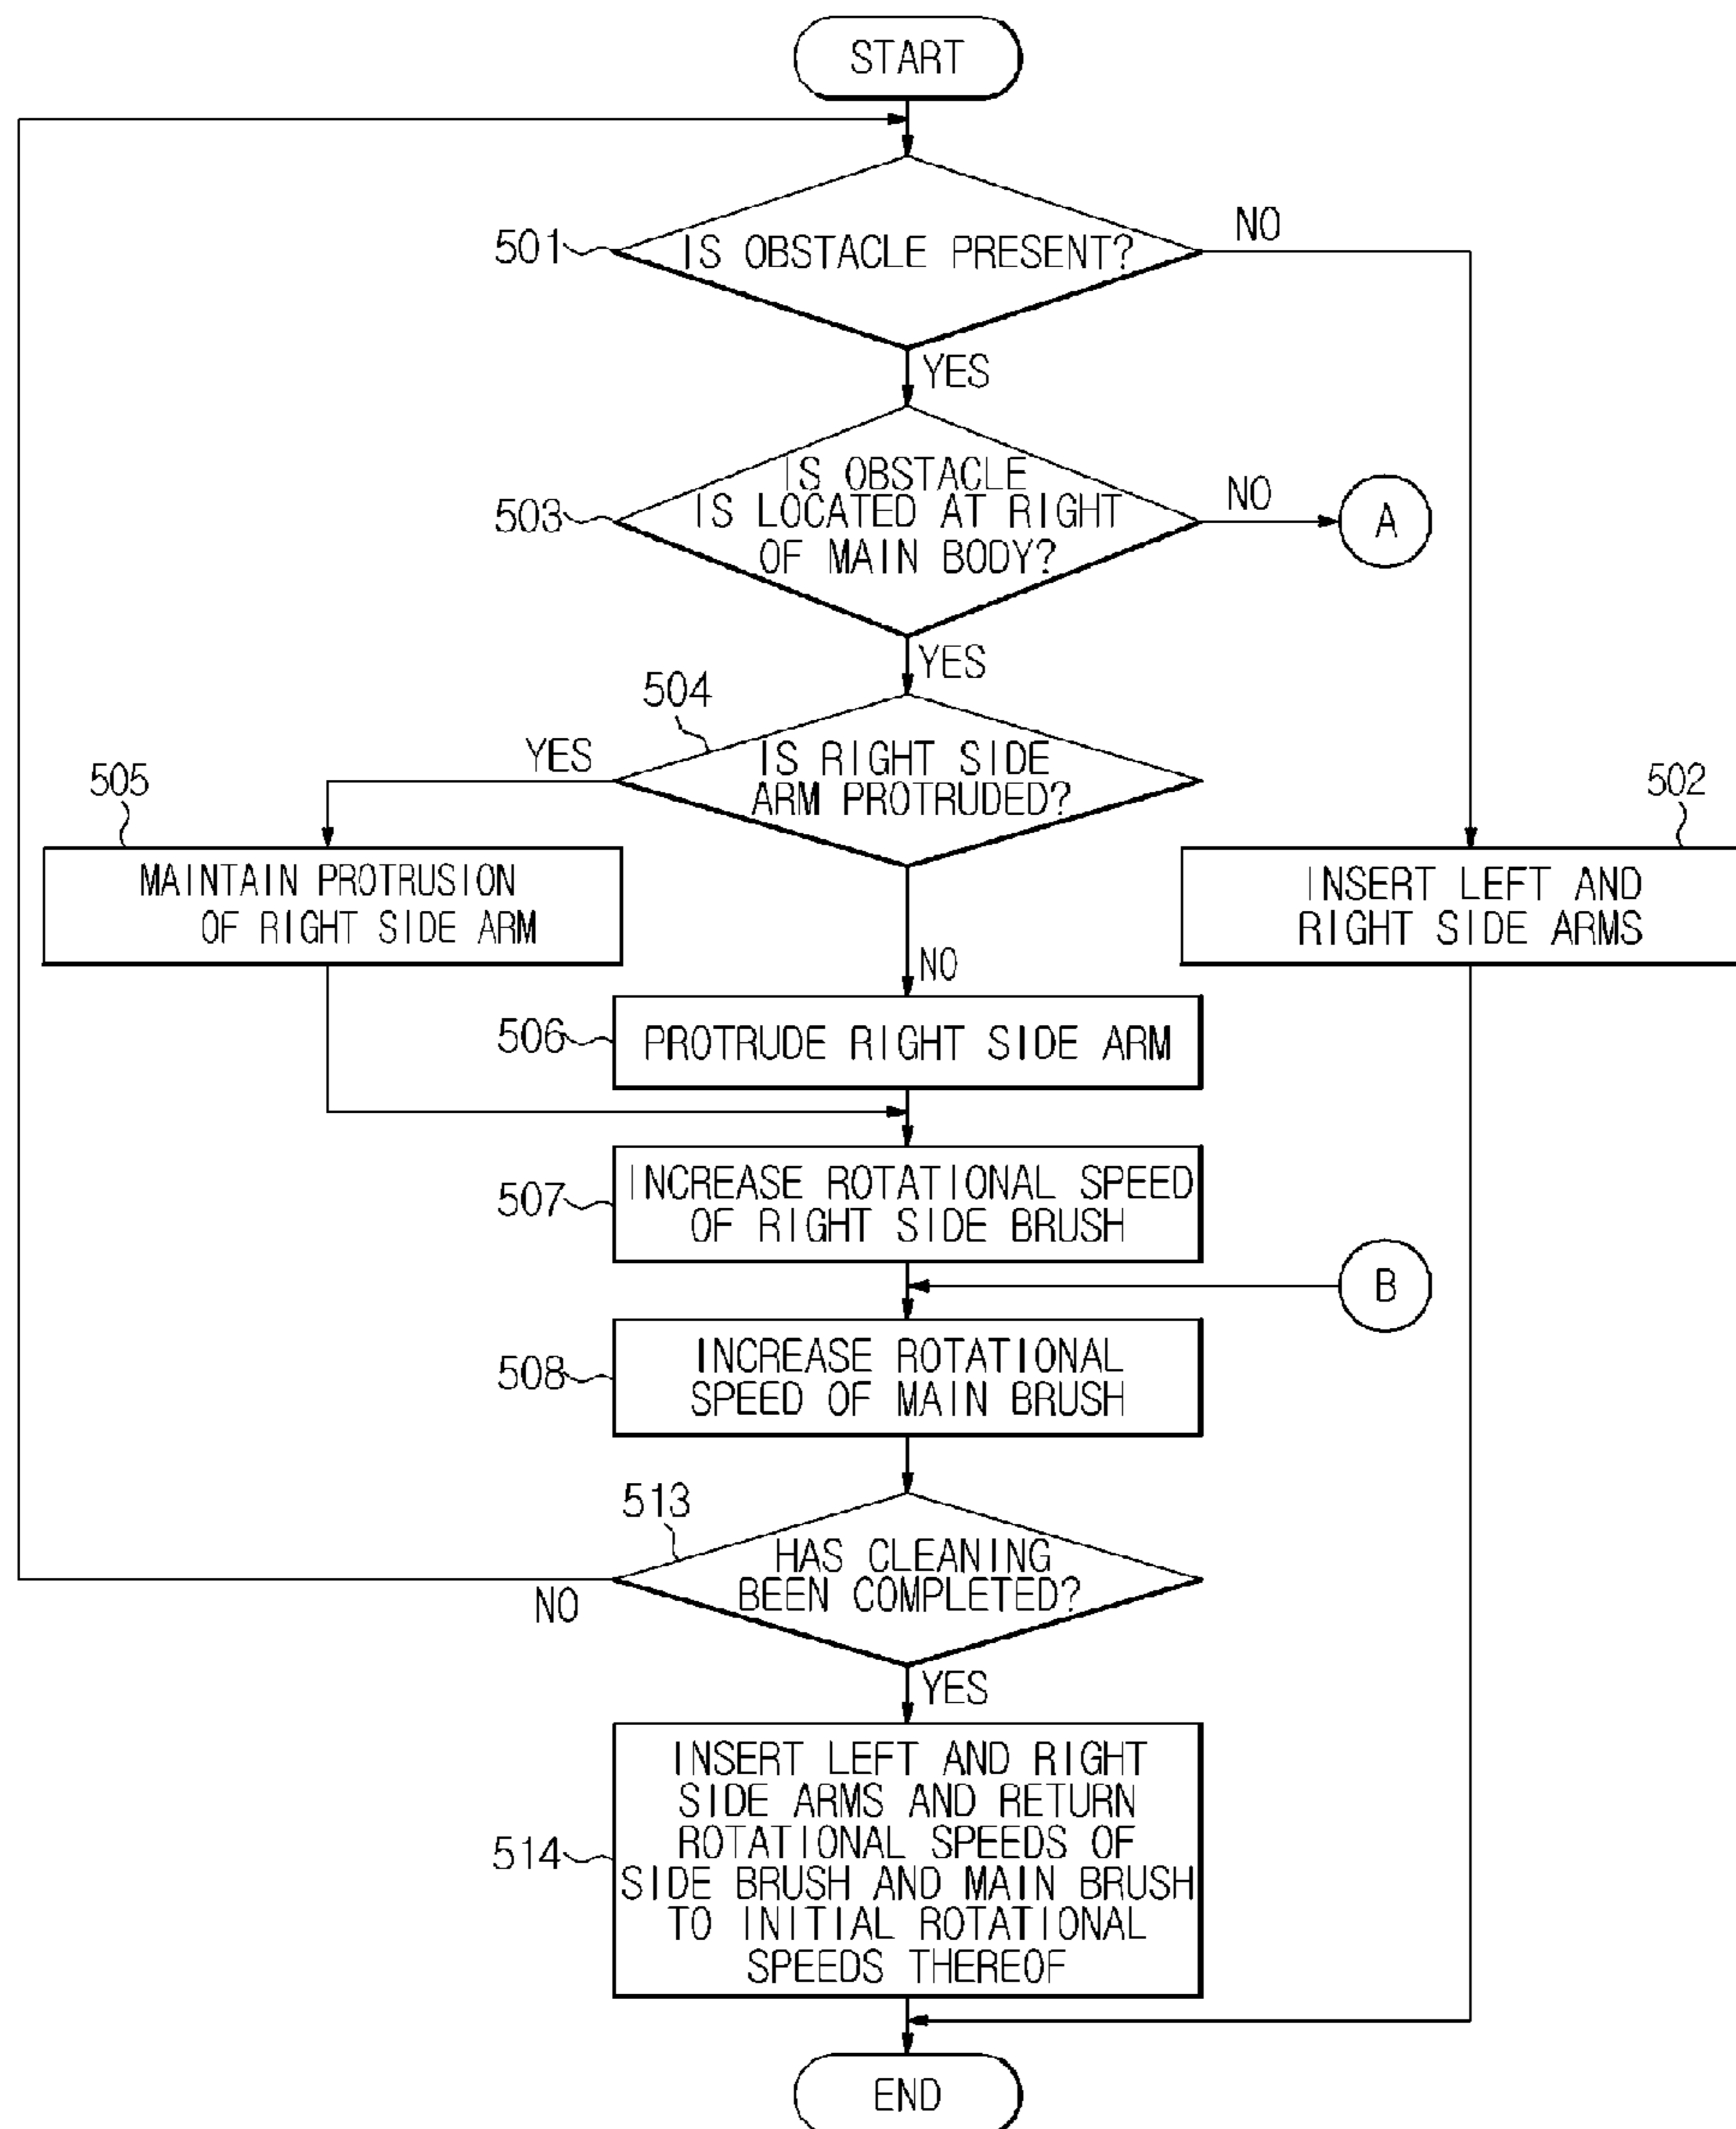 START
501
IS OBSTACLE PRESENT?
NO
YES
503
IS OBSTACLE
IS LOCATED AT RIGHT
OF MAIN BODY?
NO
A
YES
504
IS RIGHT SIDE
ARM PROTRUDED?
YES
505
MAINTAIN PROTRUSION
OF RIGHT SIDE ARM
502
INSERT LEFT AND
RIGHT SIDE ARMS
NO
506
PROTRUDE RIGHT SIDE ARM
507
INCREASE ROTATIONAL SPEED
OF RIGHT SIDE BRUSH
B
508
INCREASE ROTATIONAL
SPEED OF MAIN BRUSH
513
HAS CLEANING
BEEN COMPLETED?
NO
YES
514
INSERT LEFT AND RIGHT
SIDE ARMS AND RETURN
ROTATIONAL SPEEDS OF
SIDE BRUSH AND MAIN BRUSH
TO INITIAL ROTATIONAL
SPEEDS THEREOF
END